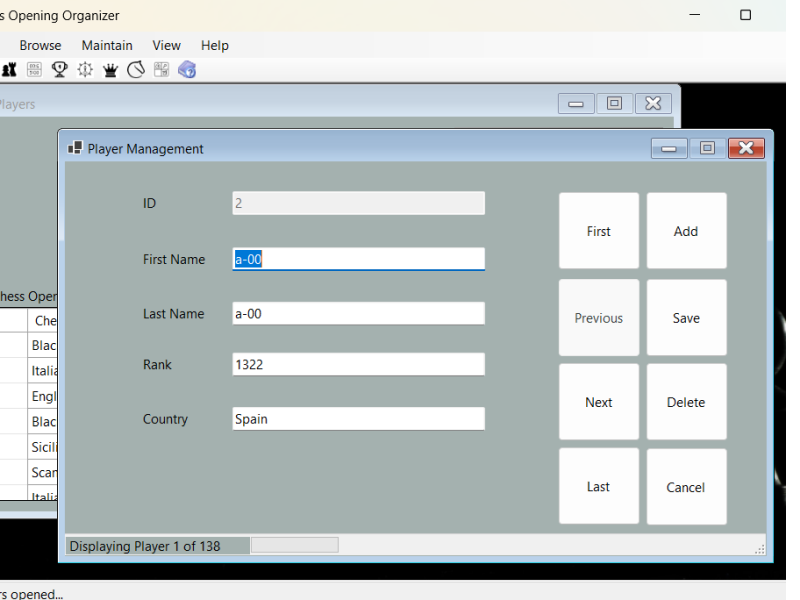 s Opening Organizer
Browse Maintain View Help
Players
Player Management
ID 2
First Name a-00
Last Name a-00
Rank 1322
Country Spain
First Add
Previous Save
Next Delete
Last Cancel
hess Oper
Che
Blac
Italia
Engl
Blac
Sicili
Scan
Italia
Displaying Player 1 of 138
rs opened...